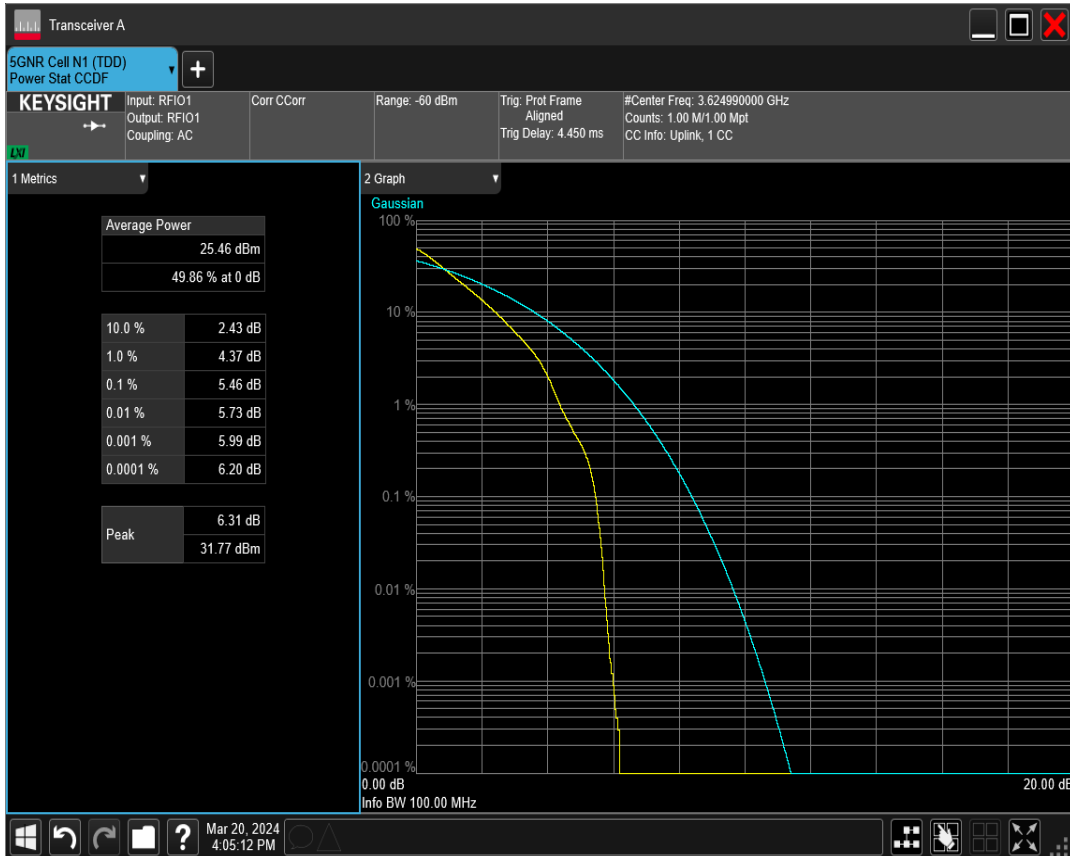 Transceiver A
5GNR Cell N1 (TDD)
Power Stat CCDF
+
KEYSIGHT
LXI
Input: RFIO1
Output: RFIO1
Coupling: AC
Corr CCorr
Range: -60 dBm
Trig: Prot Frame
Aligned
Trig Delay: 4.450 ms
#Center Freq: 3.624990000 GHz
Counts: 1.00 M/1.00 Mpt
CC Info: Uplink, 1 CC
1 Metrics
Average Power
25.46 dBm
49.86 % at 0 dB
10.0 % 2.43 dB
1.0 % 4.37 dB
0.1 % 5.46 dB
0.01 % 5.73 dB
0.001 % 5.99 dB
0.0001 % 6.20 dB
Peak
6.31 dB
31.77 dBm
2 Graph
Gaussian
100 %
10 %
1 %
0.1 %
0.01 %
0.001 %
0.0001 %
0.00 dB 20.00 dB
Info BW 100.00 MHz
?
Mar 20, 2024
4:05:12 PM